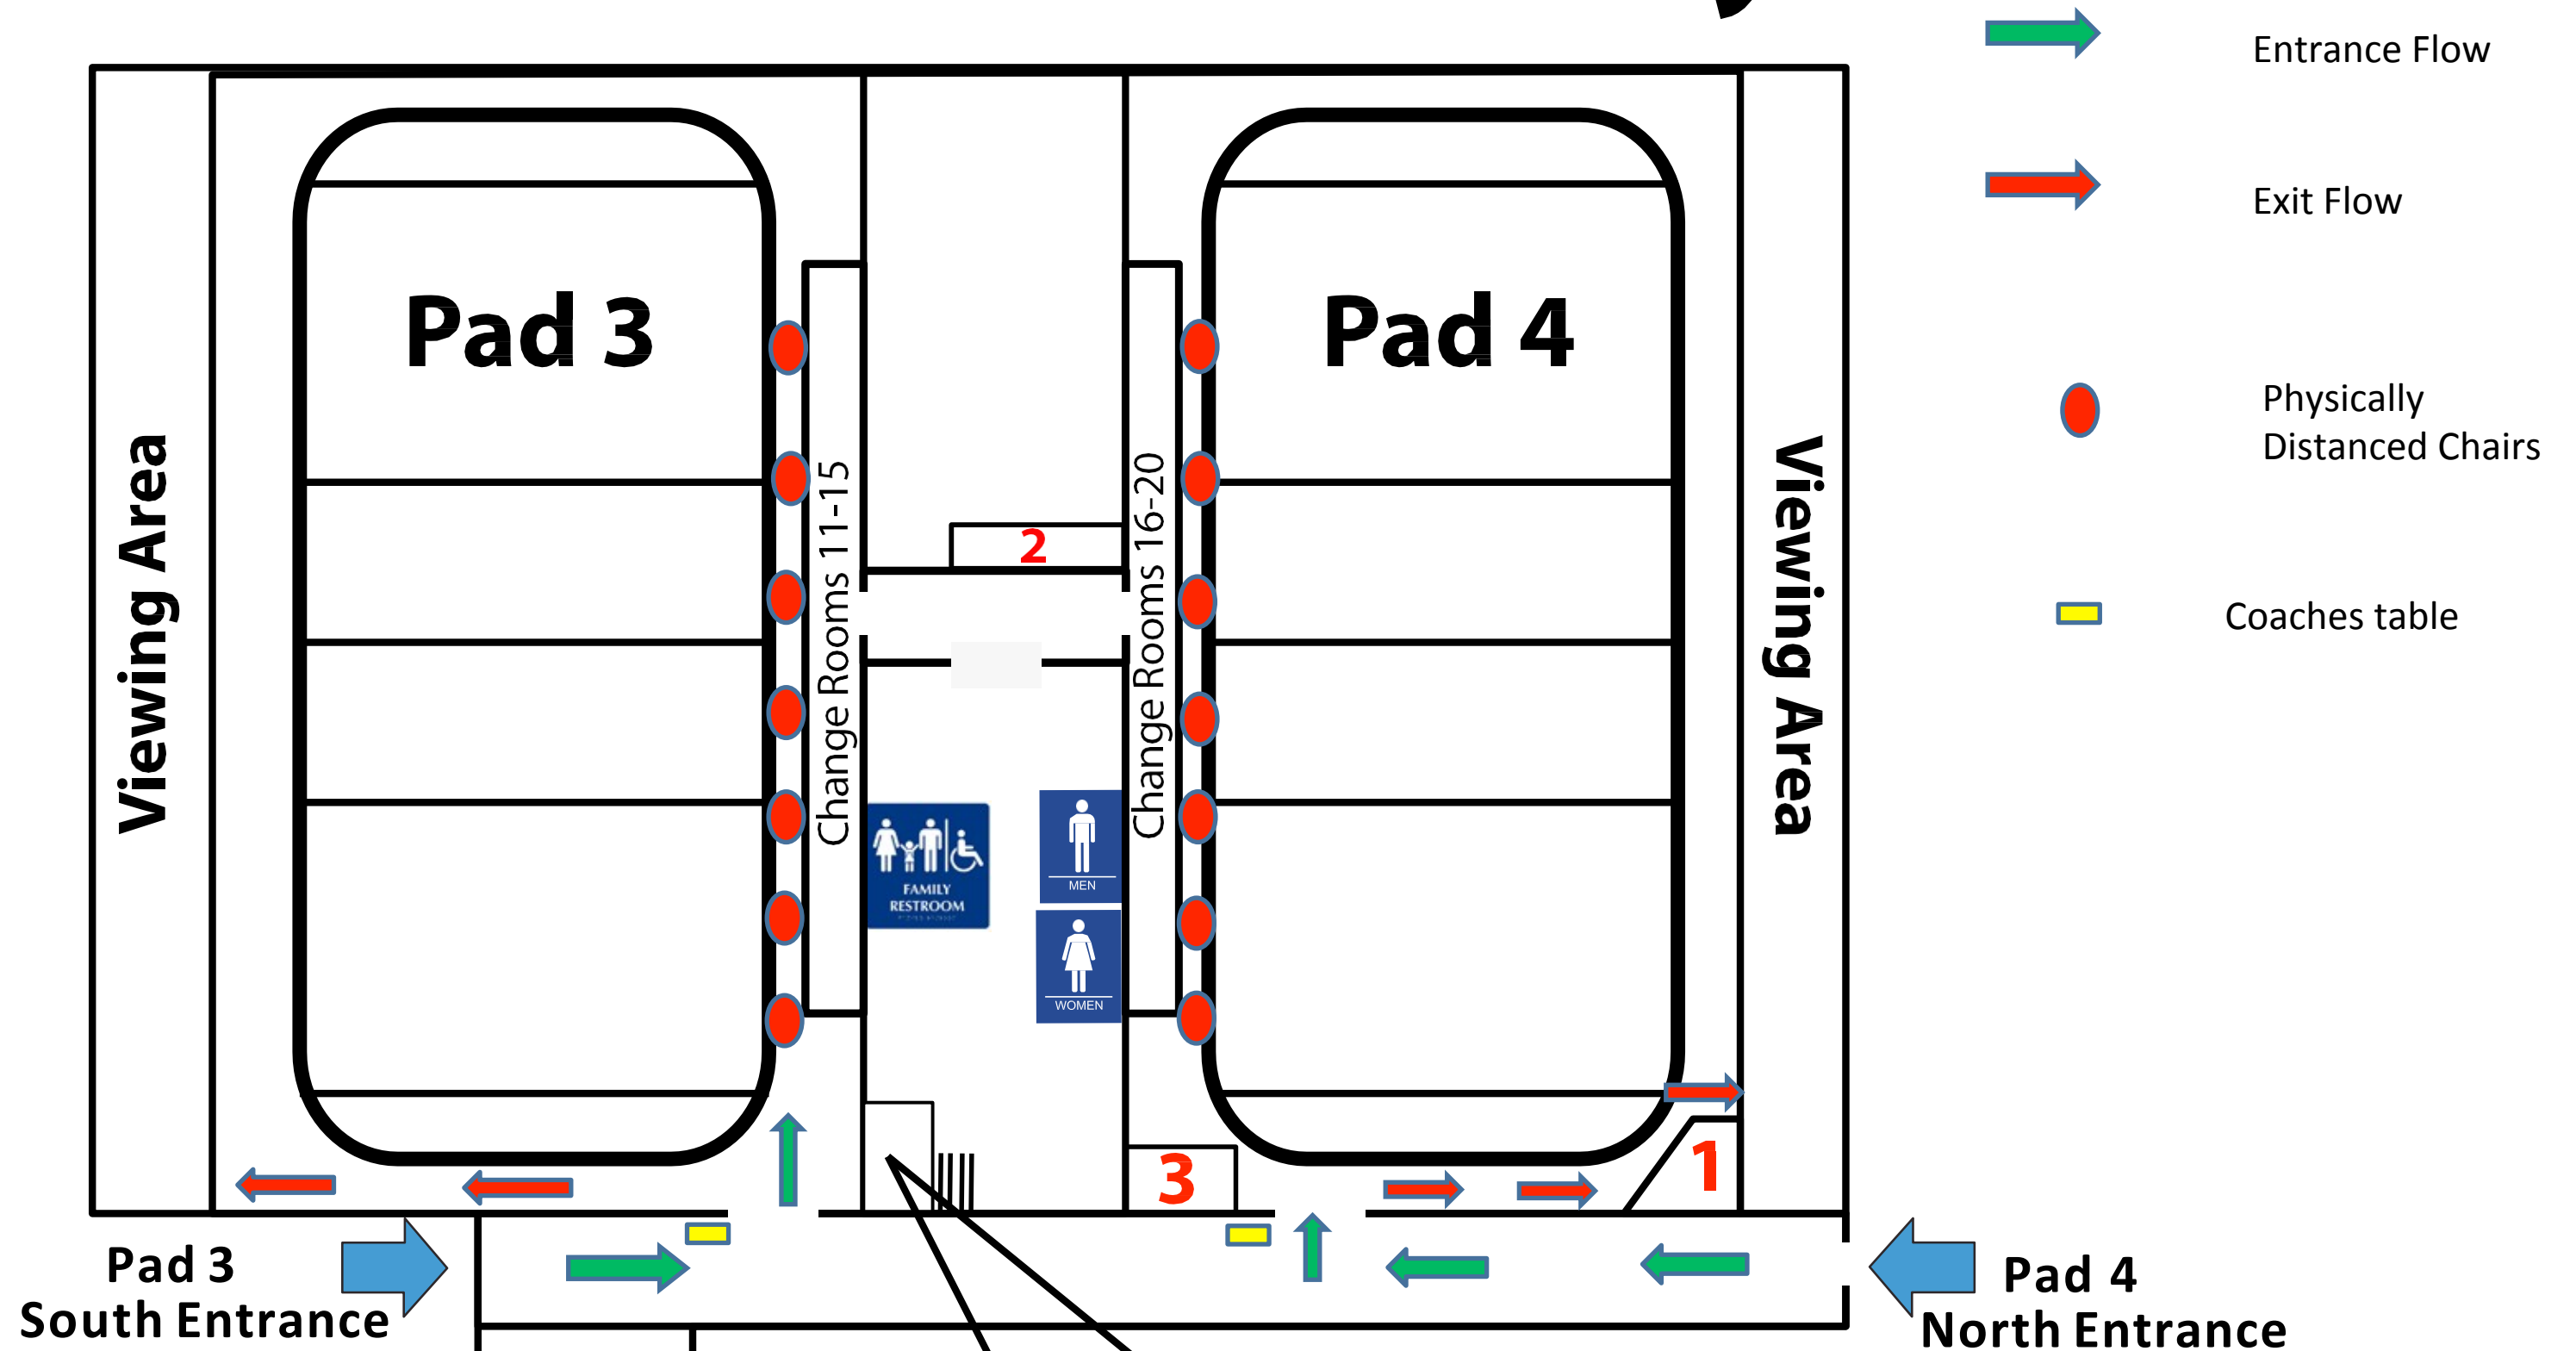 Entrance Flow
Exit Flow
Physically
Distanced Chairs
Coaches table
Pad 3
Pad 4
Viewing Area
Change Rooms 11-15
Change Rooms 16-20
Viewing Area
2
FAMILY
RESTROOM
MEN
WOMEN
3
1
Pad 3
South Entrance
Pad 4
North Entrance